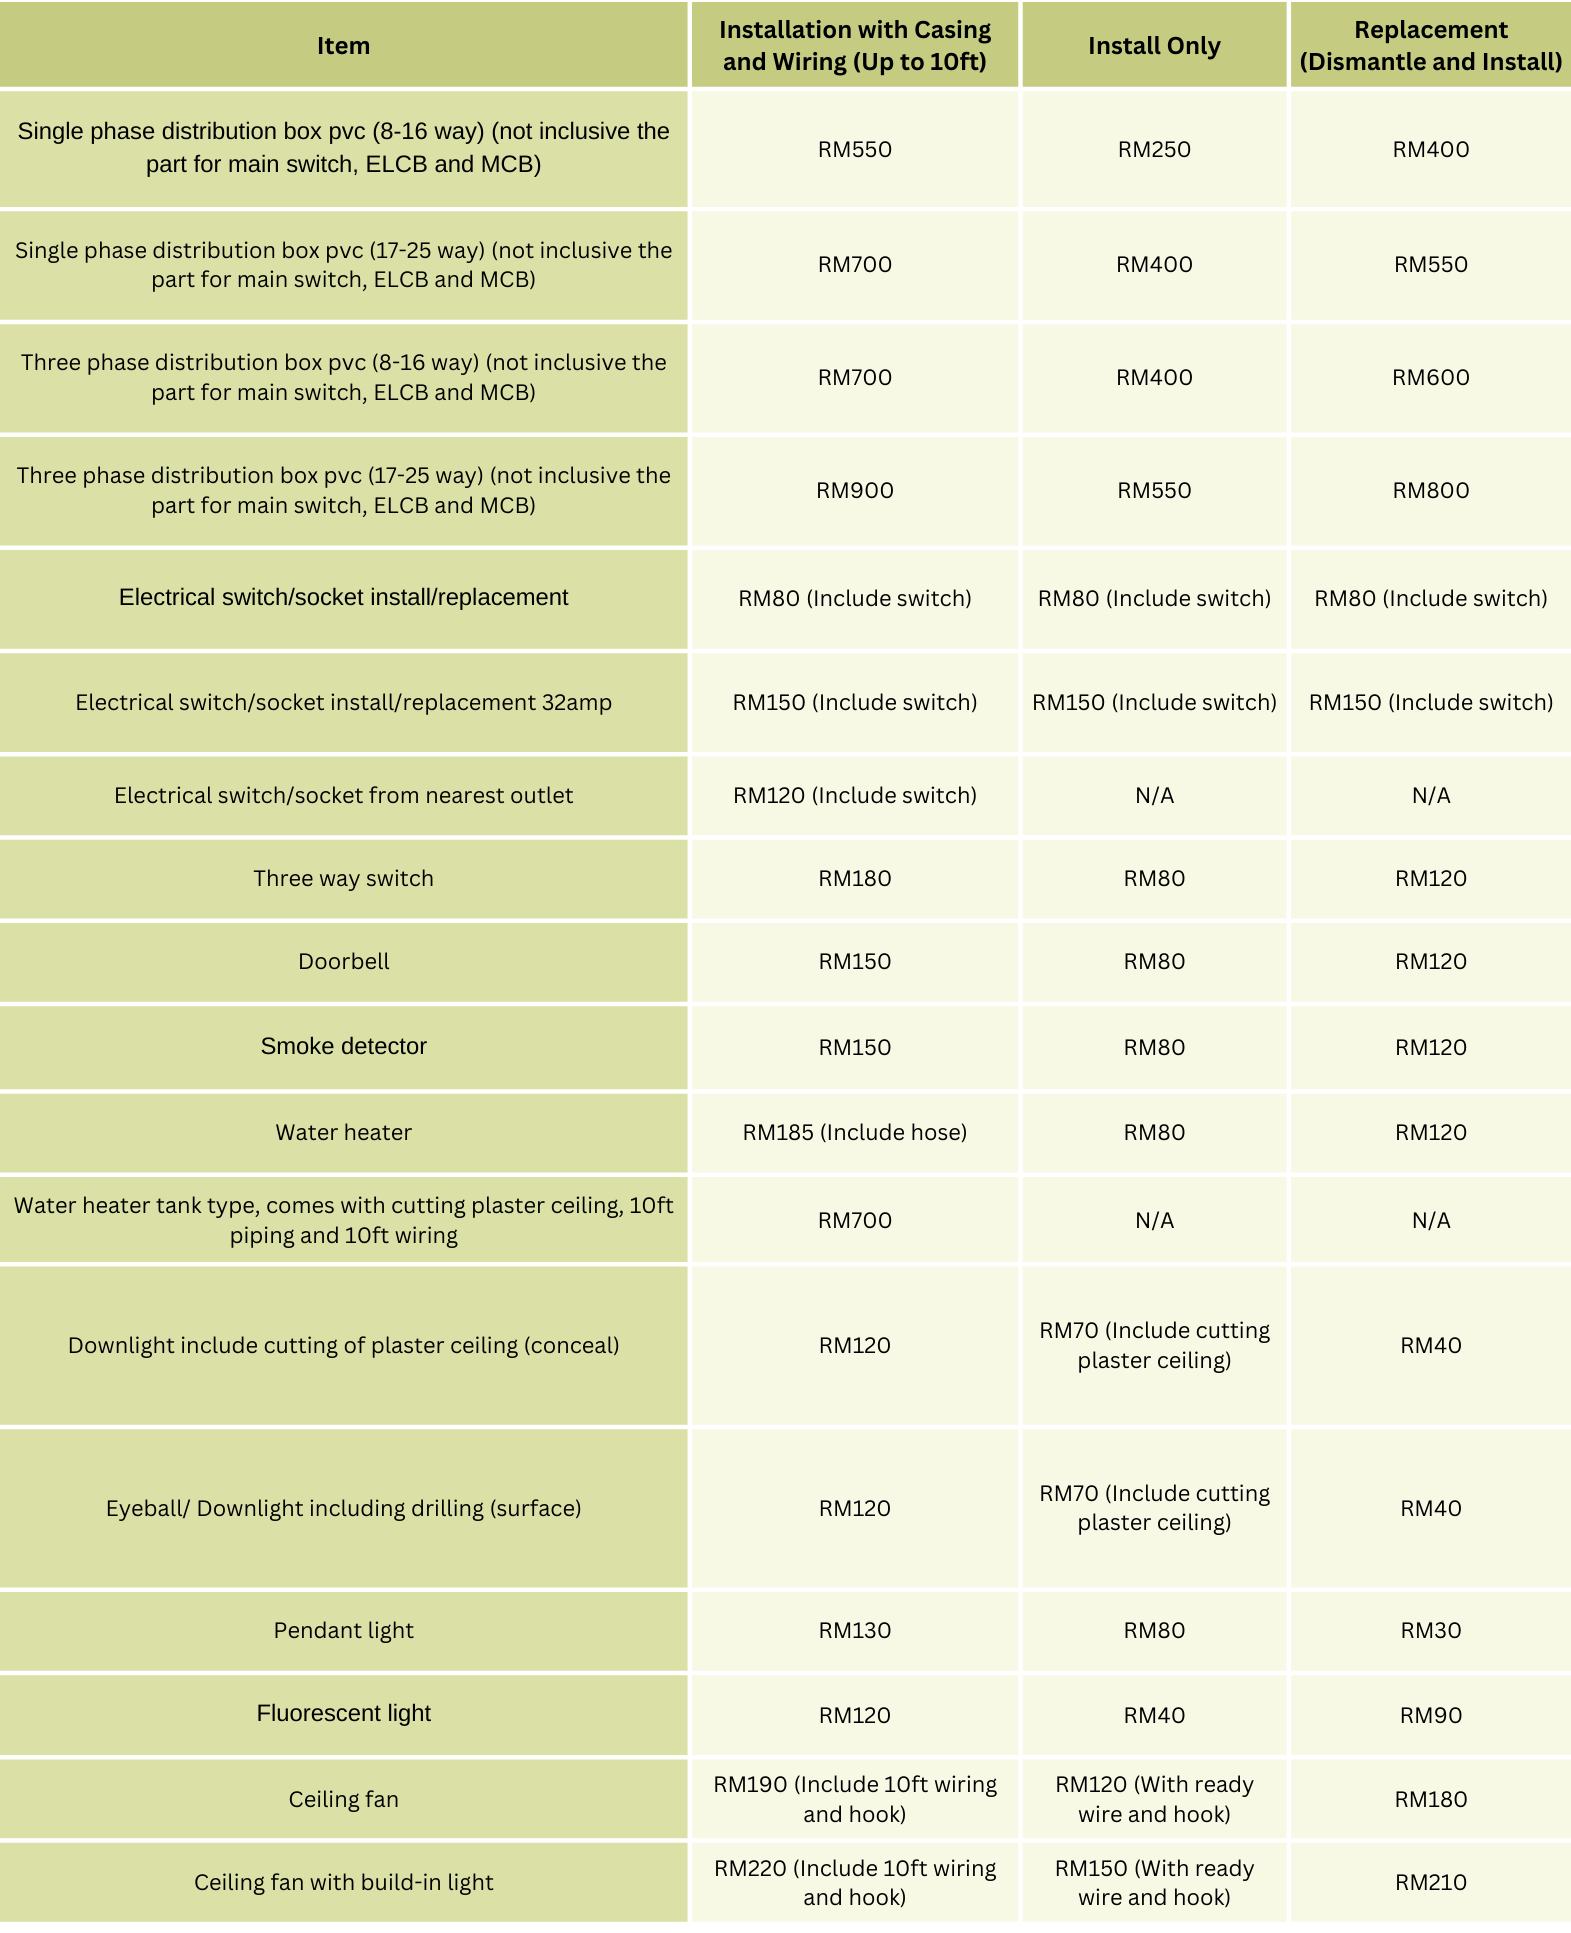 Item
Installation with Casing
and Wiring (Up to 10ft)
Install Only
Replacement
(Dismantle and Install)
Single phase distribution box pvc (8-16 way) (not inclusive the
part for main switch, ELCB and MCB)
RM550
RM250
RM400
Single phase distribution box pvc (17-25 way) (not inclusive the
part for main switch, ELCB and MCB)
RM700
RM400
RM550
Three phase distribution box pvc (8-16 way) (not inclusive the
part for main switch, ELCB and MCB)
RM700
RM400
RM600
Three phase distribution box pvc (17-25 way) (not inclusive the
part for main switch, ELCB and MCB)
RM900
RM550
RM800
Electrical switch/socket install/replacement
RM80 (Include switch)
RM80 (Include switch)
RM80 (Include switch)
Electrical switch/socket install/replacement 32amp
RM150 (Include switch)
RM150 (Include switch)
RM150 (Include switch)
Electrical switch/socket from nearest outlet
RM120 (Include switch)
N/A
N/A
Three way switch
RM180
RM80
RM120
Doorbell
RM150
RM80
RM120
Smoke detector
RM150
RM80
RM120
Water heater
RM185 (Include hose)
RM80
RM120
Water heater tank type, comes with cutting plaster ceiling, 10ft
piping and 10ft wiring
RM700
N/A
N/A
Downlight include cutting of plaster ceiling (conceal)
RM120
RM70 (Include cutting
plaster ceiling)
RM40
Eyeball/ Downlight including drilling (surface)
RM120
RM70 (Include cutting
plaster ceiling)
RM40
Pendant light
RM130
RM80
RM30
Fluorescent light
RM120
RM40
RM90
Ceiling fan
RM190 (Include 10ft wiring
and hook)
RM120 (With ready
wire and hook)
RM180
Ceiling fan with build-in light
RM220 (Include 10ft wiring
and hook)
RM150 (With ready
wire and hook)
RM210